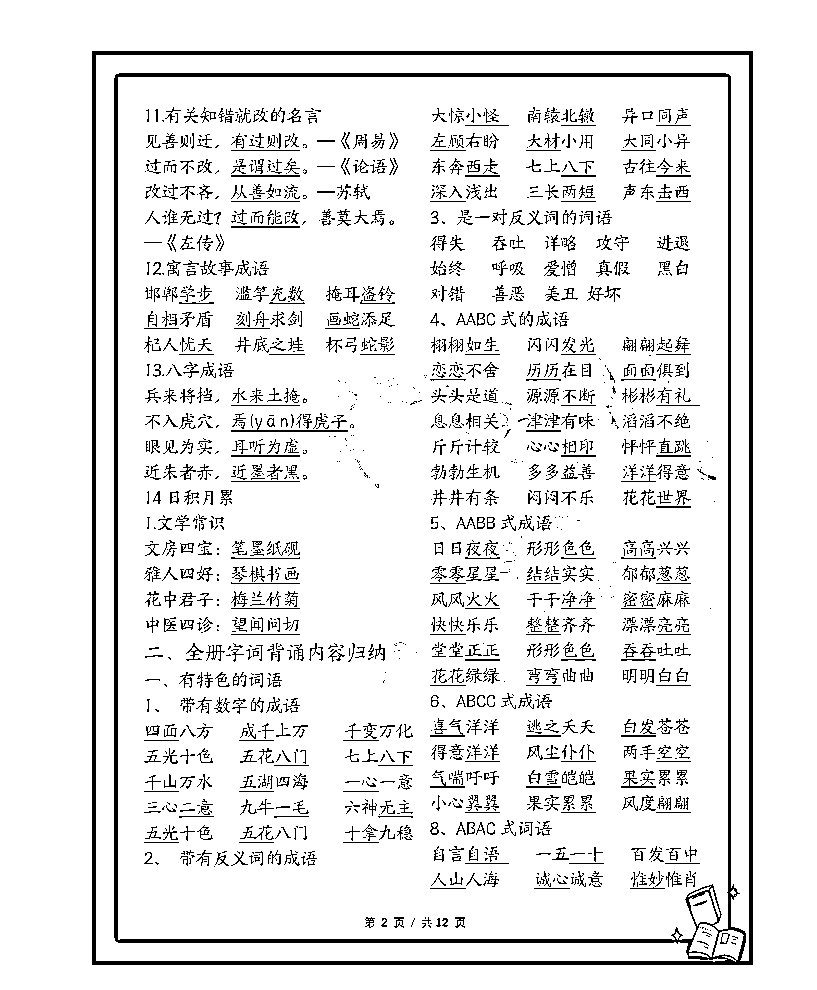 11.有关知错就改的名言
见善则迁，有过则改。—《周易》
过而不改，是谓过矣。—《论语》
改过不吝，从善如流。—苏轼
人谁无过？过而能改，善莫大焉。
—《左传》
12.寓言故事成语
邯郸学步 滥竽充数 掩耳盗铃
自相矛盾 刻舟求剑 画蛇添足
杞人忧天 井底之蛙 杯弓蛇影
13.八字成语
兵来将挡，水来土掩。
不入虎穴，焉(yān)得虎子。
眼见为实，耳听为虚。
近朱者赤，近墨者黑。
14 日积月累
1.文学常识
文房四宝：笔墨纸砚
雅人四好：琴棋书画
花中君子：梅兰竹菊
中医四诊：望闻问切
二、全册字词背诵内容归纳
一、有特色的词语
1、 带有数字的成语
四面八方 成千上万 千变万化
五光十色 五花八门 七上八下
千山万水 五湖四海 一心一意
三心二意 九牛一毛 六神无主
五光十色 五花八门 十拿九稳
2、 带有反义词的成语
大惊小怪 南辕北辙 异口同声
左顾右盼 大材小用 大同小异
东奔西走 七上八下 古往今来
深入浅出 三长两短 声东击西
3、是一对反义词的词语
得失 吞吐 详略 攻守 进退
始终 呼吸 爱憎 真假 黑白
对错 善恶 美丑 好坏
4、AABC 式的成语
栩栩如生 闪闪发光 翩翩起舞
恋恋不舍 历历在目 面面俱到
头头是道 源源不断 彬彬有礼
息息相关 津津有味 滔滔不绝
斤斤计较 心心相印 怦怦直跳
勃勃生机 多多益善 洋洋得意
井井有条 闷闷不乐 花花世界
5、AABB 式成语
日日夜夜 形形色色 高高兴兴
零零星星 结结实实 郁郁葱葱
风风火火 干干净净 密密麻麻
快快乐乐 整整齐齐 漂漂亮亮
堂堂正正 形形色色 吞吞吐吐
花花绿绿 弯弯曲曲 明明白白
6、ABCC 式成语
喜气洋洋 逃之夭夭 白发苍苍
得意洋洋 风尘仆仆 两手空空
气喘吁吁 白雪皑皑 果实累累
小心翼翼 果实累累 风度翩翩
8、ABAC 式词语
自言自语 一五一十 百发百中
人山人海 诚心诚意 惟妙惟肖
第 2 页 / 共 12 页